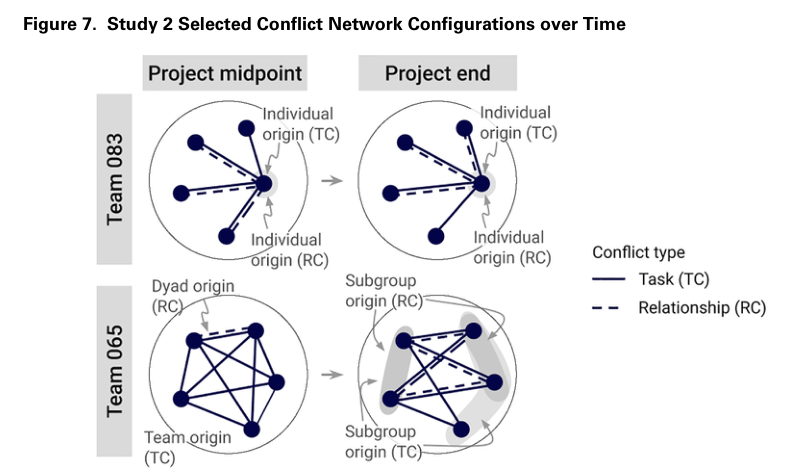 Figure 7.  Study 2 Selected Conflict Network Configurations over Time
Project midpoint
Project end
Team 083
Individual
origin (TC)
Individual
origin (RC)
Individual
origin (TC)
Individual
origin (RC)
Conflict type
Task (TC)
Relationship (RC)
Team 065
Dyad origin
(RC)
Team origin
(TC)
Subgroup
origin (RC)
Subgroup
origin (TC)